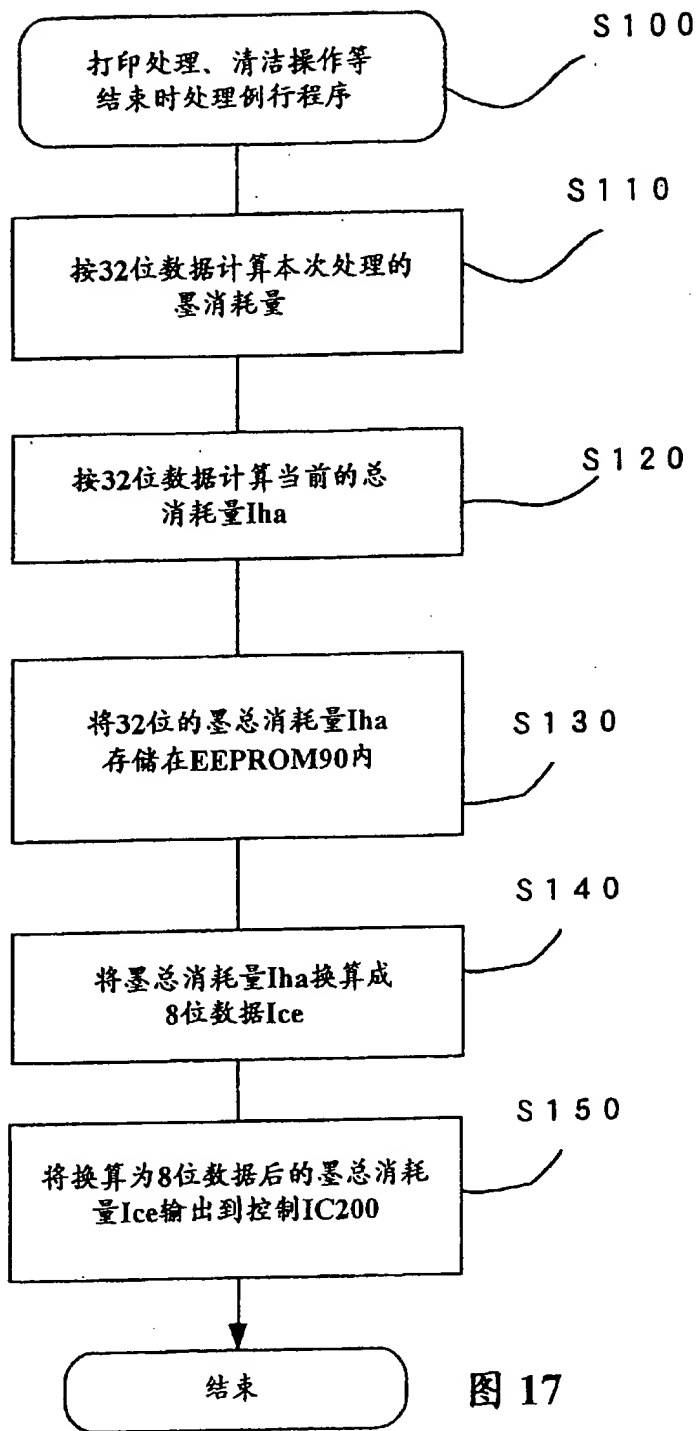 S100
打印处理、清洁操作等
结束时处理例行程序
S110
按32位数据计算本次处理的
墨消耗量
S120
按32位数据计算当前的总
消耗量Iha
S130
将32位的墨总消耗量Iha
存储在EEPROM90内
S140
将墨总消耗量Iha换算成
8位数据Ice
S150
将换算为8位数据后的墨总消耗
量Ice输出到控制IC200
结束
图 17